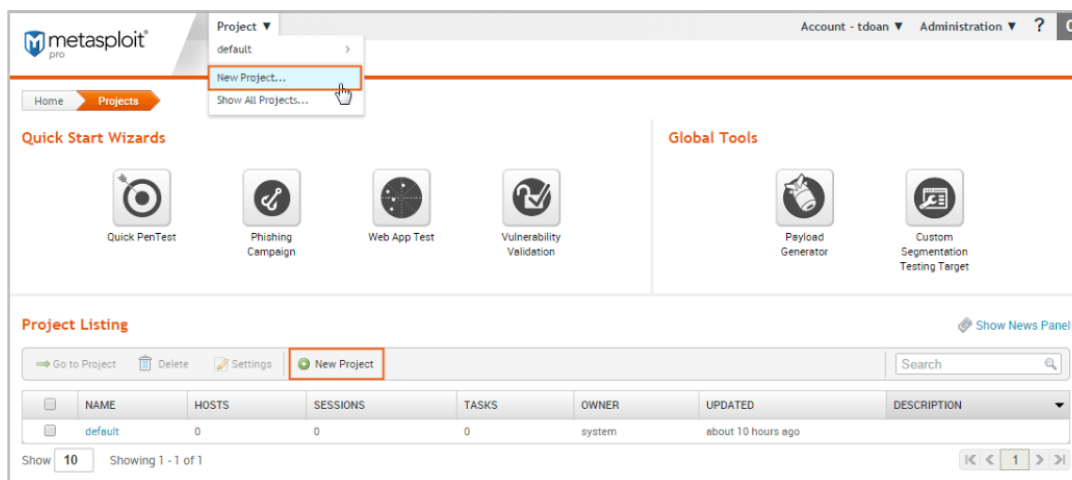 Project ▼
Account - tdoan ▼ Administration ▼ ?
metasploit®
pro
default >
New Project...
Show All Projects...
Home Projects
Quick Start Wizards
Global Tools
Quick PenTest
Phishing
Campaign
Web App Test
Vulnerability
Validation
Payload
Generator
Custom
Segmentation
Testing Target
Project Listing
Show News Panel
Go to Project Delete Settings New Project Search
NAME HOSTS SESSIONS TASKS OWNER UPDATED DESCRIPTION
default 0 0 0 system about 10 hours ago
Show 10 Showing 1 - 1 of 1 1